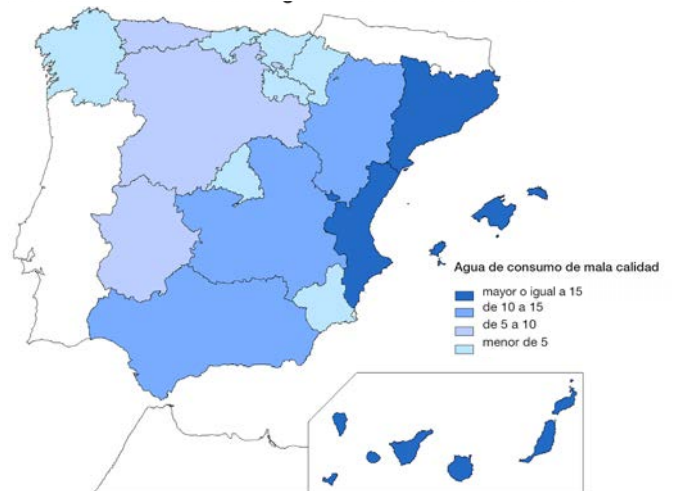 Agua de consumo de mala calidad
mayor o igual a 15
de 10 a 15
de 5 a 10
menor de 5